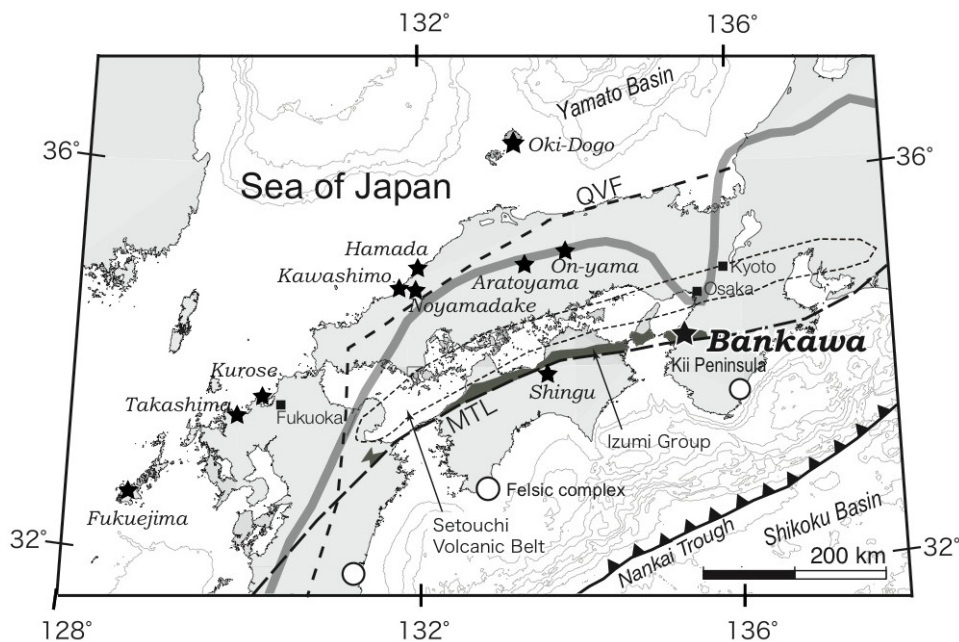 132°
136°
Yamato Basin
36°
Oki-Dogo
36°
Sea of Japan
QVF
Hamada
On-yama
Kawashimo
Aratoyama
Kyoto
Noyamadake
Osaka
Bankawa
Kurose
Kii Peninsula
Takashima
Fukuoka
Shingu
MTL
Izumi Group
Felsic complex
Fukuejima
Setouchi
Volcanic Belt
Shikoku Basin
Nankai Trough
32°
32°
200 km
128°
132°
136°